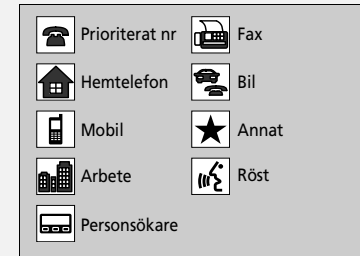 Prioriterat nr
Fax
Hemtelefon
Bil
Mobil
Annat
Arbete
Röst
Personsökare